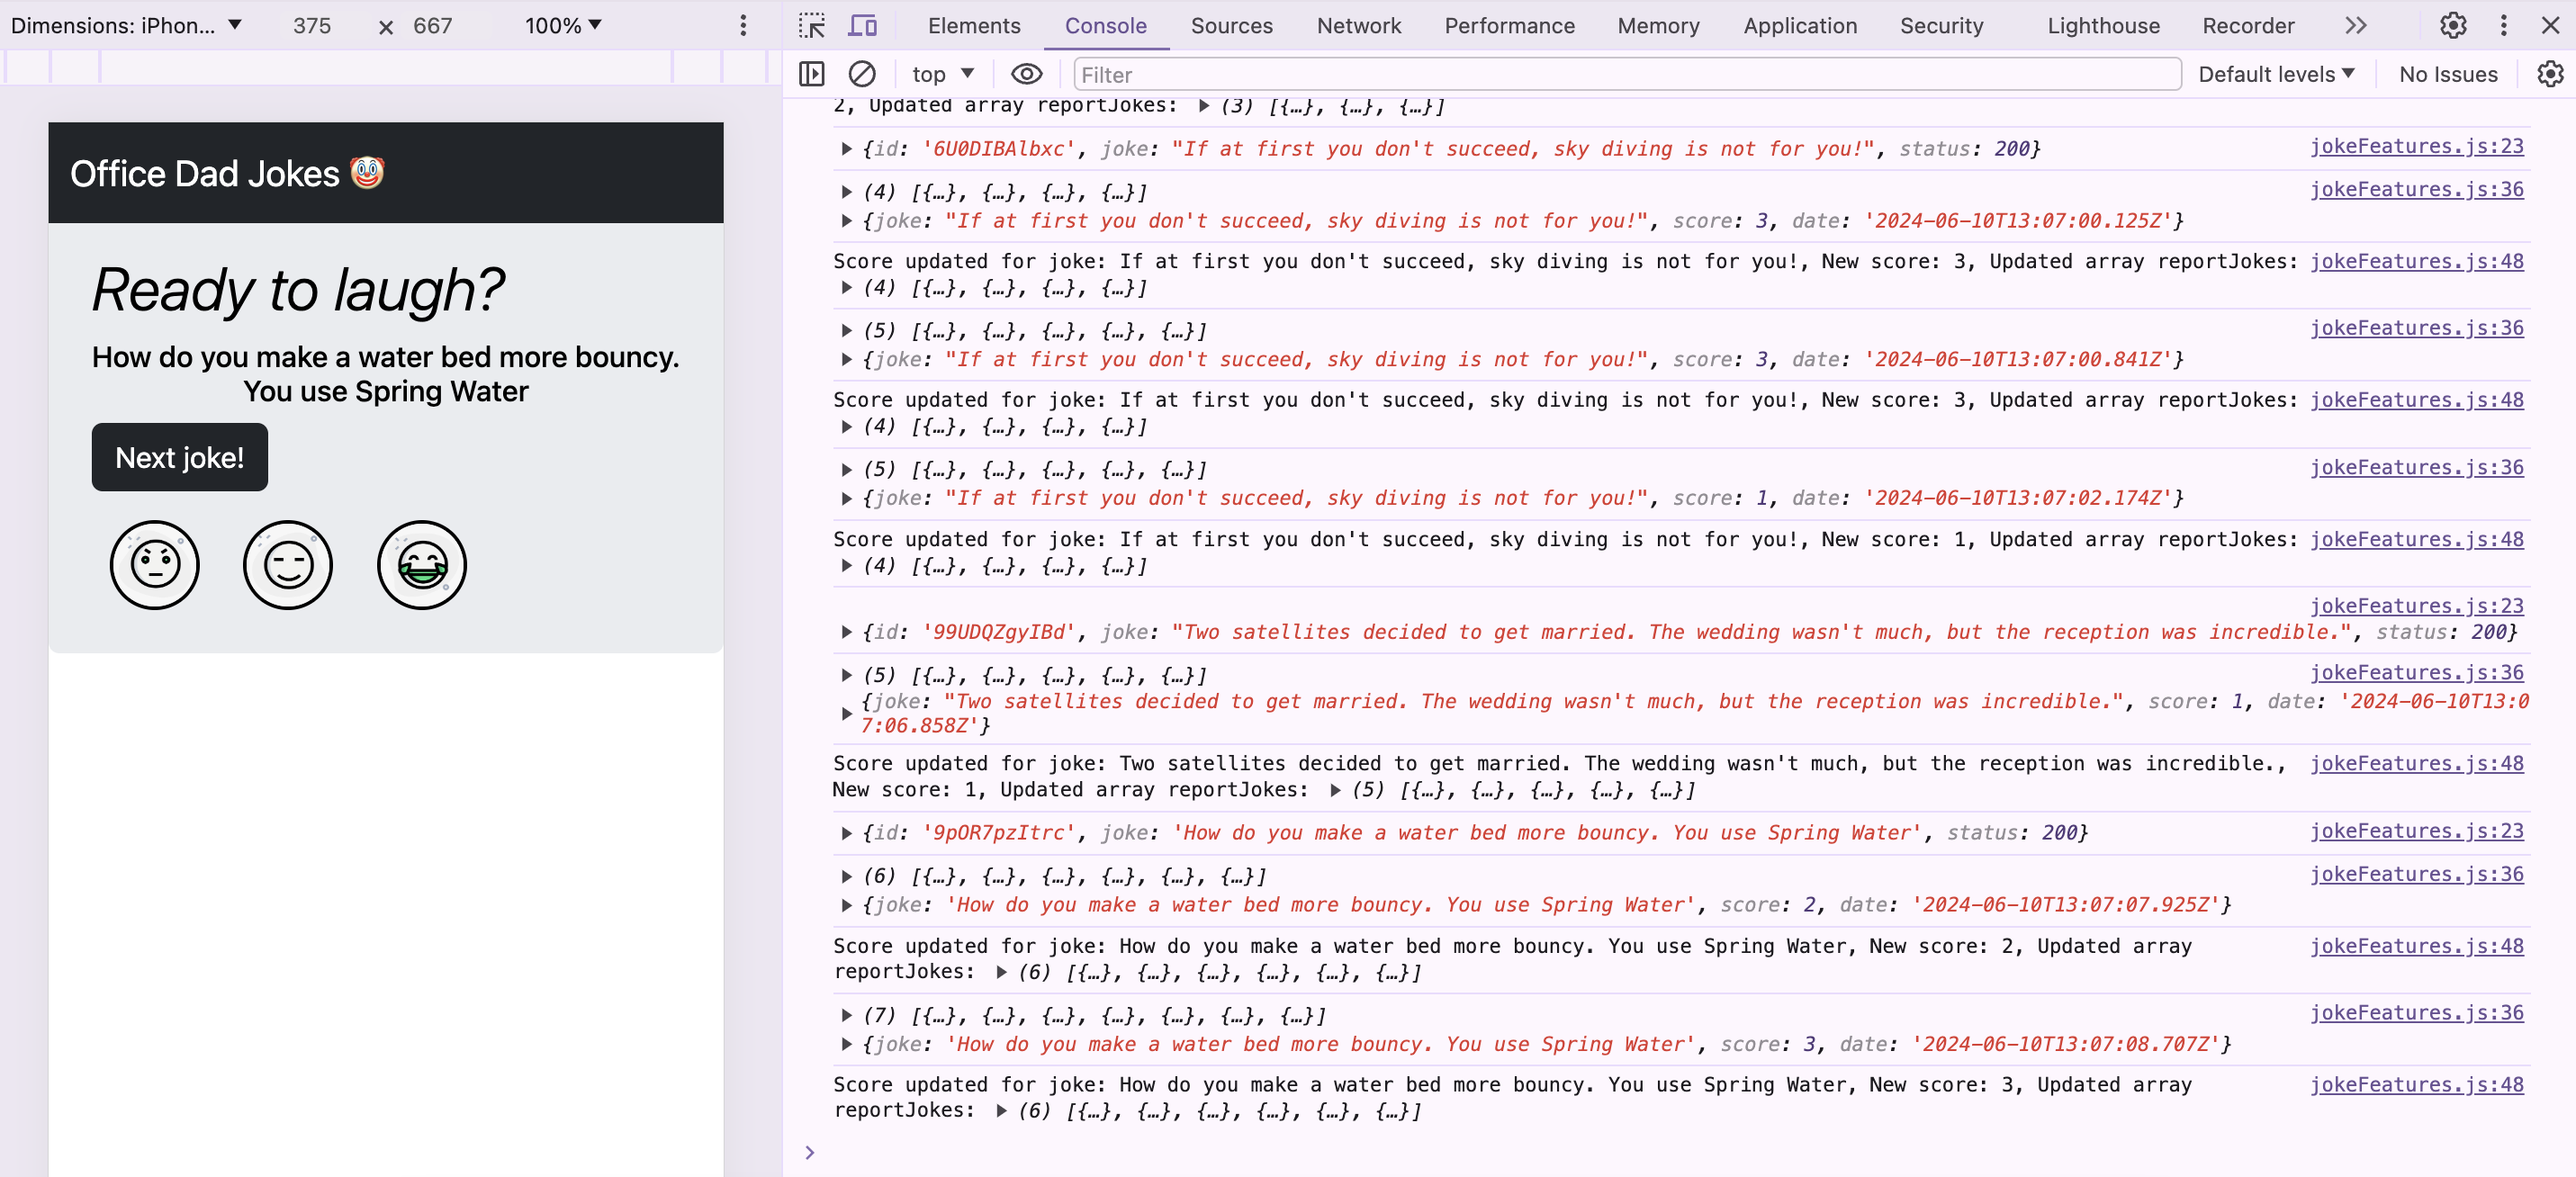 Dimensions: iPhon... ▼ 375 × 667 100% ▼
Elements Console Sources Network Performance Memory Application Security Lighthouse Recorder
top ▼ Filter Default levels ▼ No Issues
Office Dad Jokes 🤡
Ready to laugh?
How do you make a water bed more bouncy.
You use Spring Water
Next joke!
2, Updated array reportJokes: ▶ (3) [{…}, {…}, {…}]
▶ {id: '6U0DIBAlbxc', joke: "If at first you don't succeed, sky diving is not for you!", status: 200} jokeFeatures.js:23
▶ (4) [{…}, {…}, {…}, {…}] jokeFeatures.js:36
▶ {joke: "If at first you don't succeed, sky diving is not for you!", score: 3, date: '2024-06-10T13:07:00.125Z'}
Score updated for joke: If at first you don't succeed, sky diving is not for you!, New score: 3, Updated array reportJokes: jokeFeatures.js:48
▶ (4) [{…}, {…}, {…}, {…}]
▶ (5) [{…}, {…}, {…}, {…}, {…}] jokeFeatures.js:36
▶ {joke: "If at first you don't succeed, sky diving is not for you!", score: 3, date: '2024-06-10T13:07:00.841Z'}
Score updated for joke: If at first you don't succeed, sky diving is not for you!, New score: 3, Updated array reportJokes: jokeFeatures.js:48
▶ (4) [{…}, {…}, {…}, {…}]
▶ (5) [{…}, {…}, {…}, {…}, {…}] jokeFeatures.js:36
▶ {joke: "If at first you don't succeed, sky diving is not for you!", score: 1, date: '2024-06-10T13:07:02.174Z'}
Score updated for joke: If at first you don't succeed, sky diving is not for you!, New score: 1, Updated array reportJokes: jokeFeatures.js:48
▶ (4) [{…}, {…}, {…}, {…}]
jokeFeatures.js:23
▶ {id: '99UDQZgyIBd', joke: "Two satellites decided to get married. The wedding wasn't much, but the reception was incredible.", status: 200}
▶ (5) [{…}, {…}, {…}, {…}, {…}] jokeFeatures.js:36
▶ {joke: "Two satellites decided to get married. The wedding wasn't much, but the reception was incredible.", score: 1, date: '2024-06-10T13:0
7:06.858Z'}
Score updated for joke: Two satellites decided to get married. The wedding wasn't much, but the reception was incredible., jokeFeatures.js:48
New score: 1, Updated array reportJokes: ▶ (5) [{…}, {…}, {…}, {…}, {…}]
▶ {id: '9pOR7pzItrc', joke: 'How do you make a water bed more bouncy. You use Spring Water', status: 200} jokeFeatures.js:23
▶ (6) [{…}, {…}, {…}, {…}, {…}, {…}] jokeFeatures.js:36
▶ {joke: 'How do you make a water bed more bouncy. You use Spring Water', score: 2, date: '2024-06-10T13:07:07.925Z'}
Score updated for joke: How do you make a water bed more bouncy. You use Spring Water, New score: 2, Updated array jokeFeatures.js:48
reportJokes: ▶ (6) [{…}, {…}, {…}, {…}, {…}, {…}]
▶ (7) [{…}, {…}, {…}, {…}, {…}, {…}, {…}] jokeFeatures.js:36
▶ {joke: 'How do you make a water bed more bouncy. You use Spring Water', score: 3, date: '2024-06-10T13:07:08.707Z'}
Score updated for joke: How do you make a water bed more bouncy. You use Spring Water, New score: 3, Updated array jokeFeatures.js:48
reportJokes: ▶ (6) [{…}, {…}, {…}, {…}, {…}, {…}]